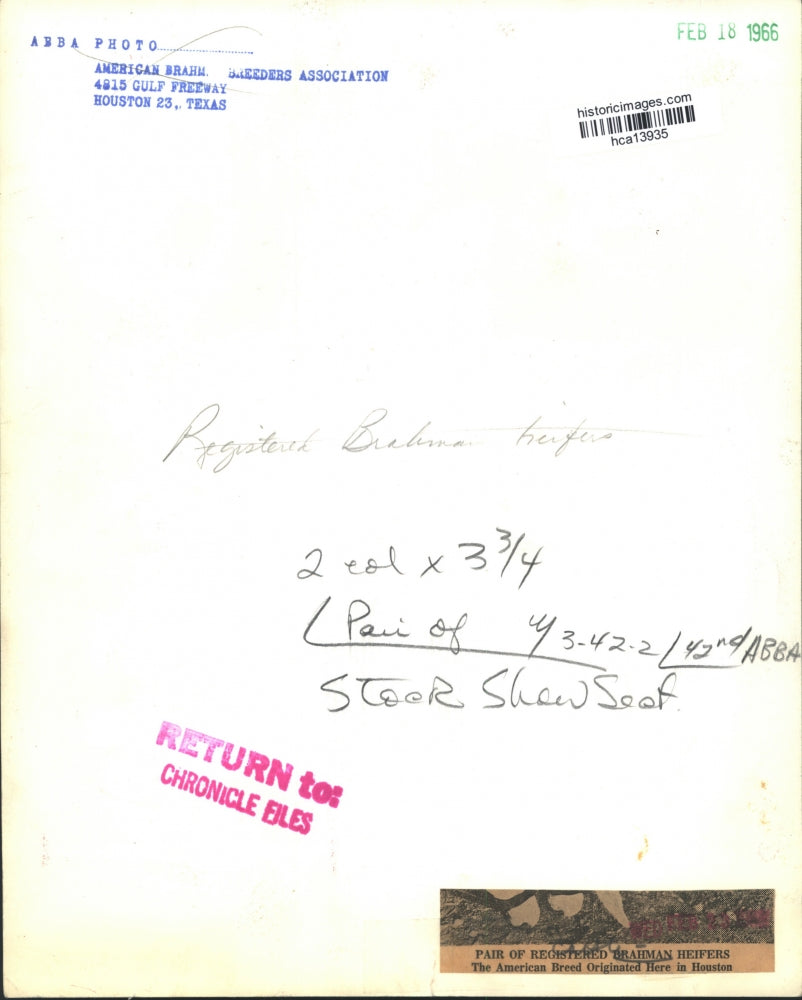 FEB 18 1966
ABBA PHOTO
AMERICAN BRAHM. BREEDERS ASSOCIATION
4815 GULF FREEWAY
HOUSTON 23, TEXAS
historicimages.com
hca13935
Registered Brahman heifers
2 col x 3 3/4
Pair of 4/3-42-2 / 42nd / ABBA
Stock Show Sect.
RETURN to:
CHRONICLE FILES
PAIR OF REGISTERED BRAHMAN HEIFERS
The American Breed Originated Here in Houston